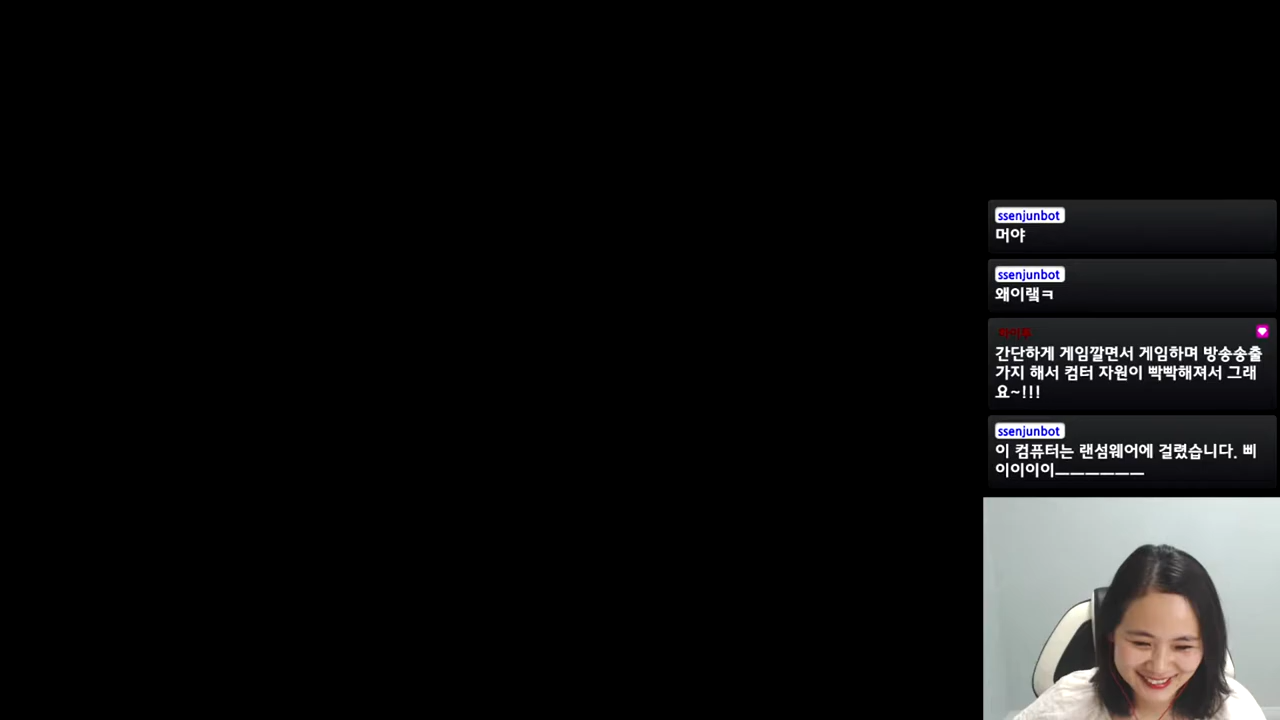 ssenjunbot
머야
ssenjunbot
왜이랰ㅋ
간단하게 게임깔면서 게임하며 방송송출
가지 해서 컴터 자원이 빡빡해져서 그래
요~!!!
ssenjunbot
이 컴퓨터는 랜섬웨어에 걸렸습니다. 삐
이이이이ㅡㅡㅡㅡㅡㅡ